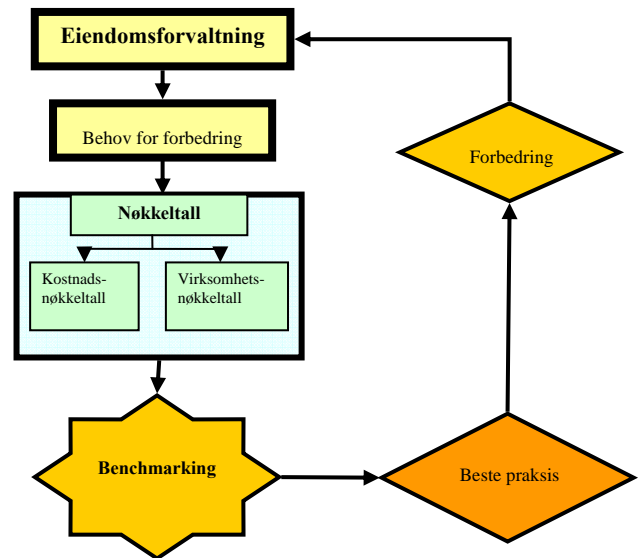 Eiendomsforvaltning
Behov for forbedring
Nøkkeltall
Kostnads-
nøkkeltall
Virksomhets-
nøkkeltall
Benchmarking
Beste praksis
Forbedring